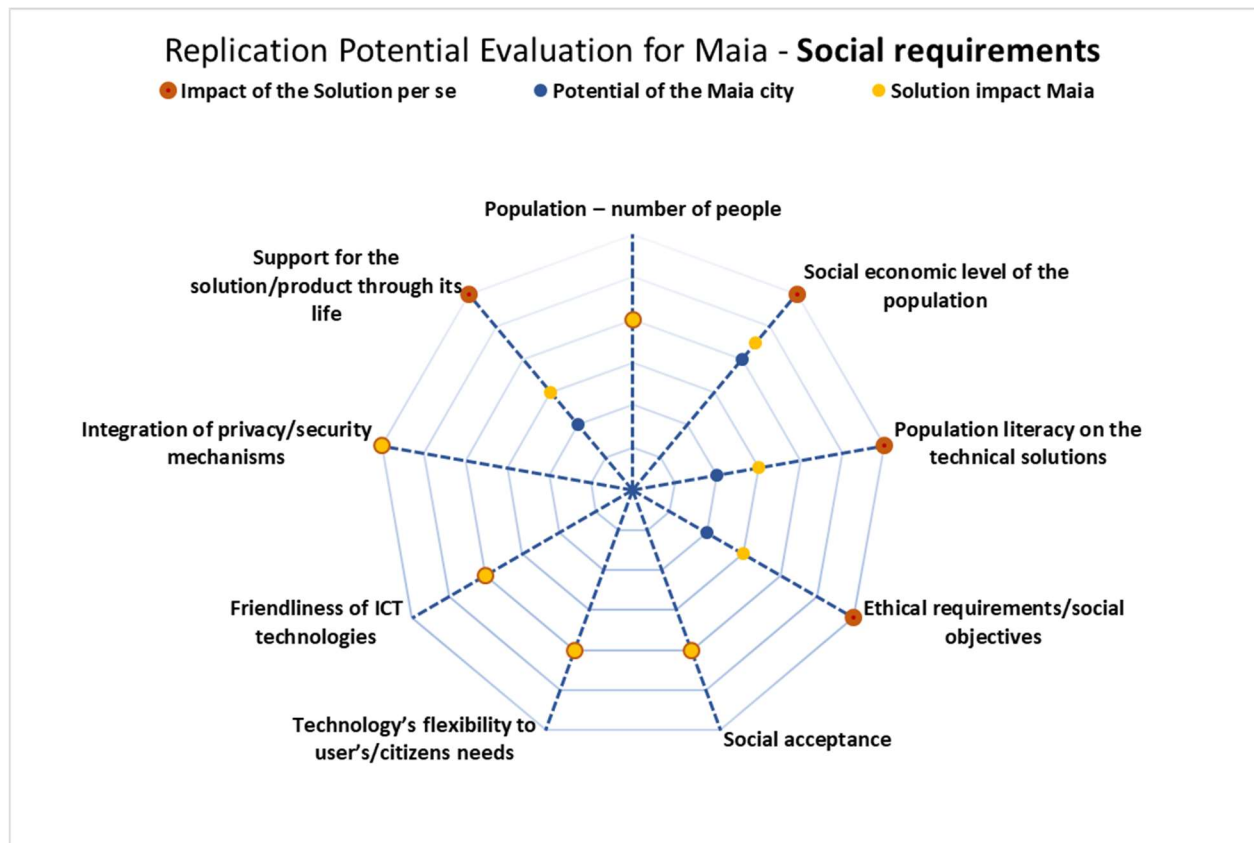 Replication Potential Evaluation for Maia - Social requirements
Impact of the Solution per se
Potential of the Maia city
Solution impact Maia
Population – number of people
Support for the
solution/product through its
life
Social economic level of the
population
Integration of privacy/security
mechanisms
Population literacy on the
technical solutions
Friendliness of ICT
technologies
Ethical requirements/social
objectives
Technology's flexibility to
user's/citizens needs
Social acceptance